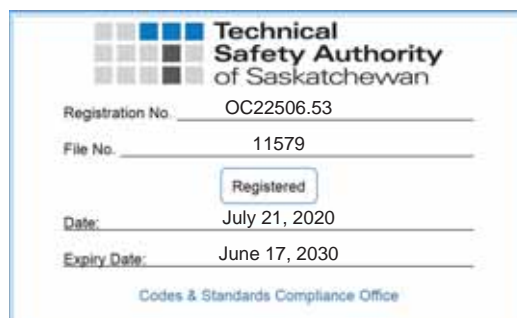 Technical
Safety Authority
of Saskatchewan
Registration No. OC22506.53
File No. 11579
Registered
Date: July 21, 2020
Expiry Date: June 17, 2030
Codes & Standards Compliance Office